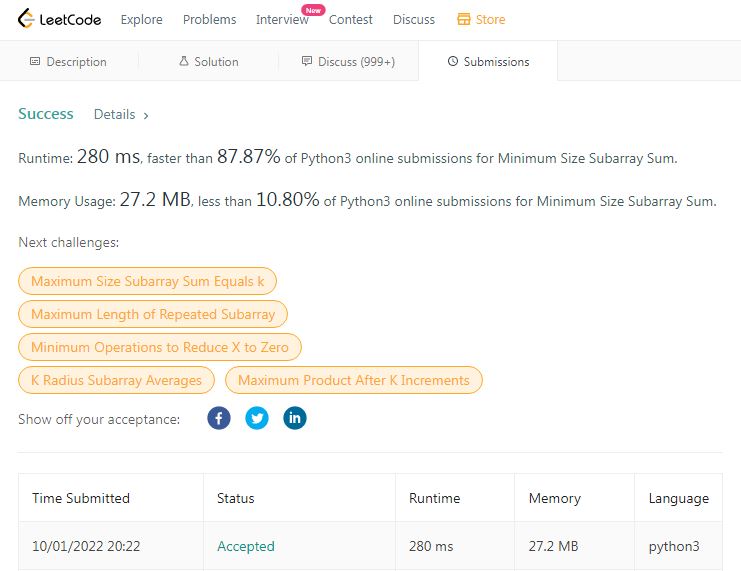 LeetCode Explore Problems Interview New Contest Discuss Store
Description Solution Discuss (999+) Submissions
Success Details >
Runtime: 280 ms, faster than 87.87% of Python3 online submissions for Minimum Size Subarray Sum.
Memory Usage: 27.2 MB, less than 10.80% of Python3 online submissions for Minimum Size Subarray Sum.
Next challenges:
Maximum Size Subarray Sum Equals k
Maximum Length of Repeated Subarray
Minimum Operations to Reduce X to Zero
K Radius Subarray Averages Maximum Product After K Increments
Show off your acceptance:
Time Submitted Status Runtime Memory Language
10/01/2022 20:22 Accepted 280 ms 27.2 MB python3